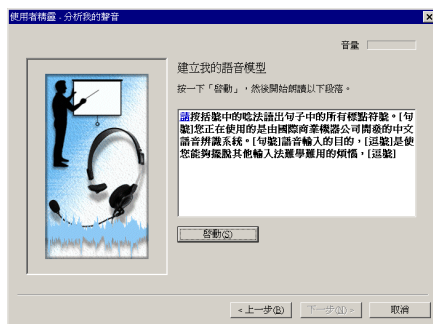 使用者精靈 - 分析我的聲音
音量
建立我的語音模型
按一下「啟動」，然後開始朗讀以下段落。
請按括號中的唸法讀出句子中的所有標點符號。[句
號]您正在使用的是由國際商業機器公司開發的中文
語音辨識系統。[句號]語音輸入的目的，[逗號]是使
您能夠擺脫其他輸入法難學難用的煩惱，[逗號]
啟動(S)
< 上一步(B)
下一步(N) >
取消